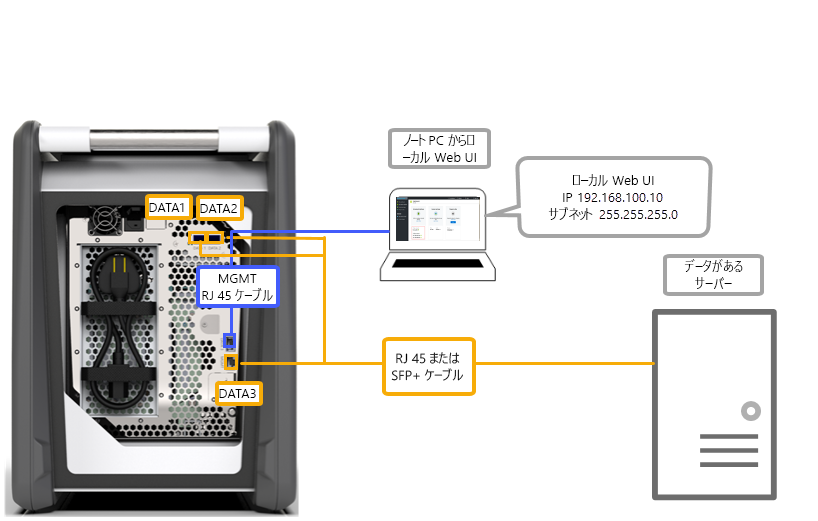 ノート PC からロ
ーカル Web UI
ローカル Web UI
IP 192.168.100.10
サブネット 255.255.255.0
DATA1
DATA2
データがある
サーバー
MGMT
RJ 45 ケーブル
RJ 45 または
SFP+ ケーブル
DATA3